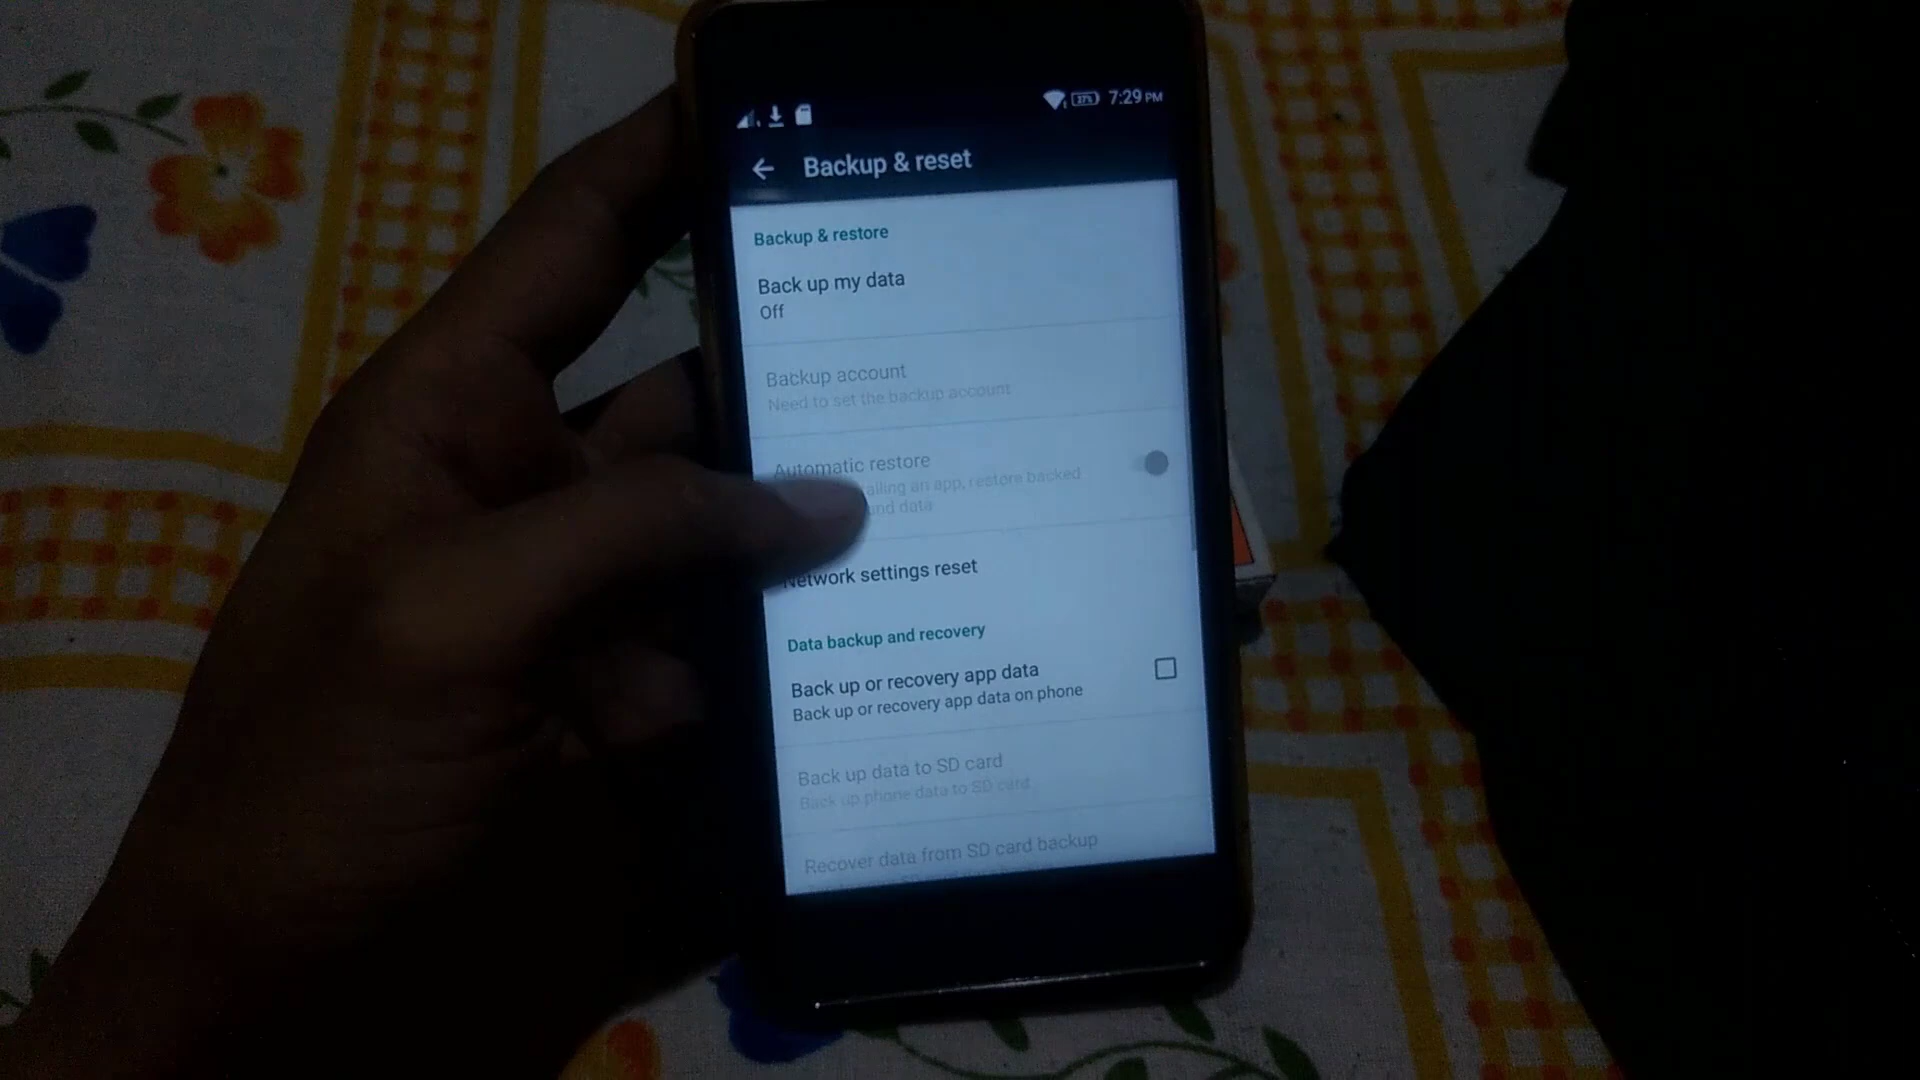 7:29 PM
Backup & reset
Backup & restore
Back up my data
Off
Backup account
Need to set the backup account
Automatic restore
alling an app, restore backed
and data
Network settings reset
Data backup and recovery
Back up or recovery app data
Back up or recovery app data on phone
Back up data to SD card
Back up phone data to SD card
Recover data from SD card backup